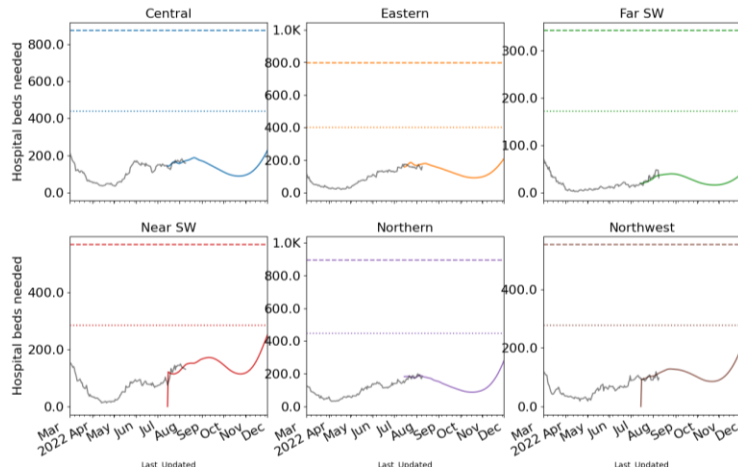 Central
Eastern
Far SW
Hospital beds needed
800.0
600.0
400.0
200.0
0.0
1.0K
800.0
600.0
400.0
200.0
0.0
300.0
200.0
100.0
0.0
Near SW
Northern
Northwest
Hospital beds needed
400.0
200.0
0.0
1.0K
800.0
600.0
400.0
200.0
0.0
400.0
200.0
0.0
Mar
2022 Apr May Jun Jul Aug Sep Oct Nov Dec
Mar
2022 Apr May Jun Jul Aug Sep Oct Nov Dec
Mar
2022 Apr May Jun Jul Aug Sep Oct Nov Dec
Last Updated
Last Updated
Last Updated